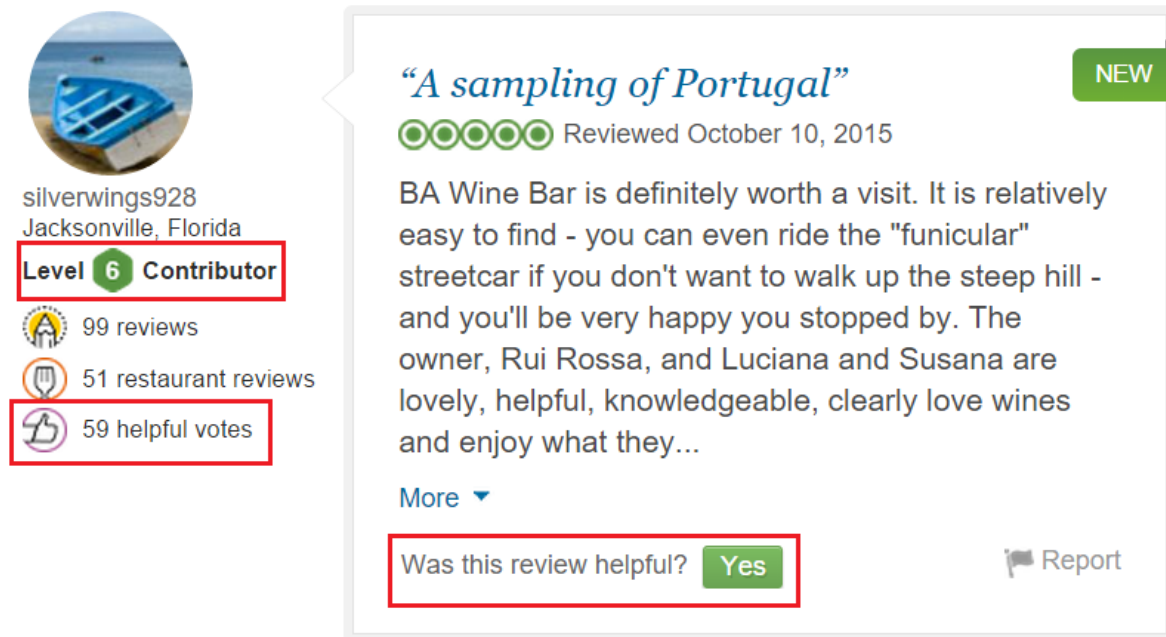 silverwings928
Jacksonville, Florida
Level 6 Contributor
99 reviews
51 restaurant reviews
59 helpful votes
“A sampling of Portugal”
NEW
Reviewed October 10, 2015
BA Wine Bar is definitely worth a visit. It is relatively
easy to find - you can even ride the "funicular"
streetcar if you don't want to walk up the steep hill -
and you'll be very happy you stopped by. The
owner, Rui Rossa, and Luciana and Susana are
lovely, helpful, knowledgeable, clearly love wines
and enjoy what they...
More
Was this review helpful? Yes
Report